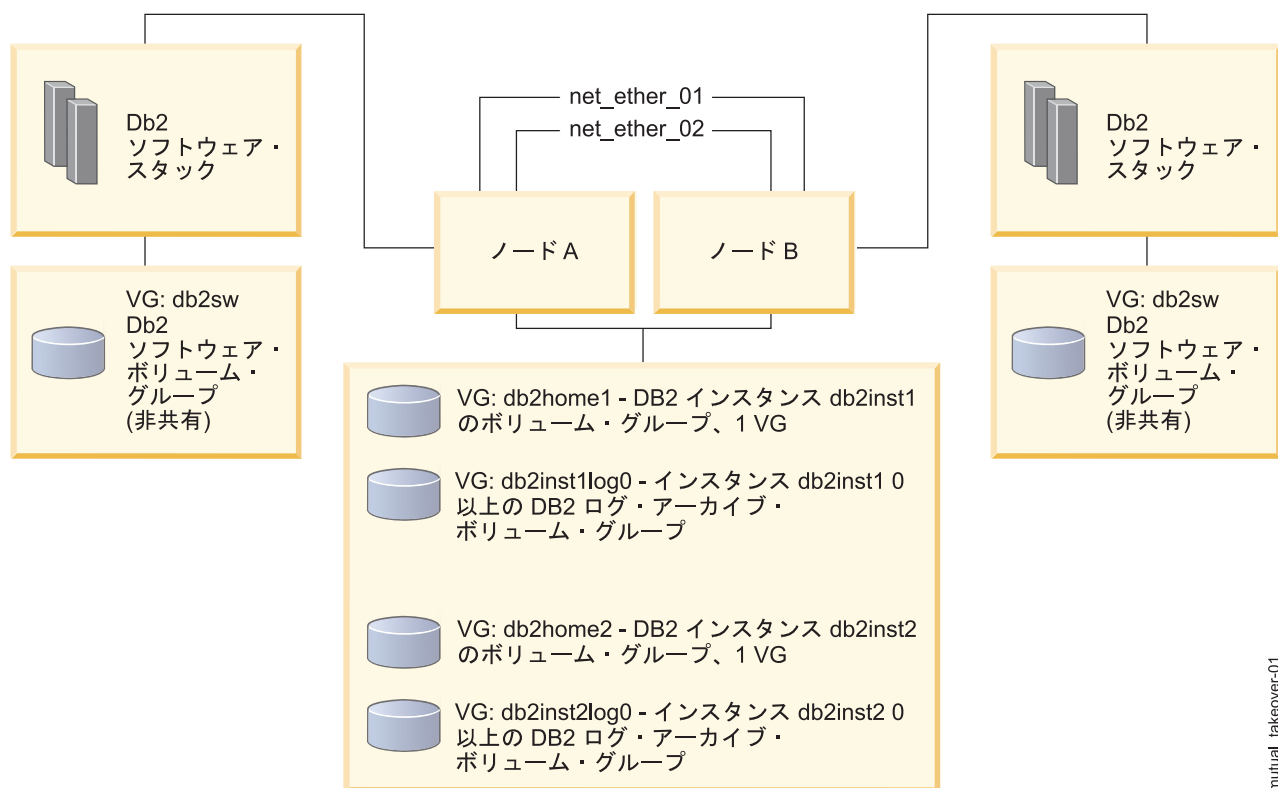 net_ether_01
net_ether_02
Db2
ソフトウェア・
スタック
ノード A
ノード B
Db2
ソフトウェア・
スタック
VG: db2sw
Db2
ソフトウェア・
ボリューム・
グループ
(非共有)
VG: db2sw
Db2
ソフトウェア・
ボリューム・
グループ
(非共有)
VG: db2home1 - DB2 インスタンス db2inst1
のボリューム・グループ、1 VG
VG: db2inst1log0 - インスタンス db2inst1 0
以上の DB2 ログ・アーカイブ・
ボリューム・グループ
VG: db2home2 - DB2 インスタンス db2inst2
のボリューム・グループ、1 VG
VG: db2inst2log0 - インスタンス db2inst2 0
以上の DB2 ログ・アーカイブ・
ボリューム・グループ
mutual_takeover-01